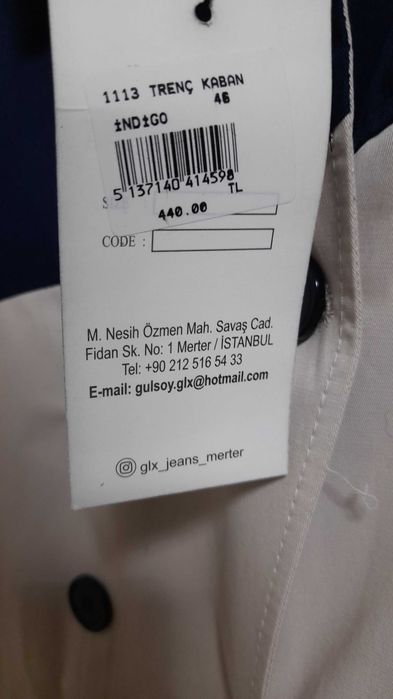 1113 TRENÇ KABAN
46
İNDİGO
5 137140 414598
TL
440.00
CODE :
M. Nesih Özmen Mah. Savaş Cad.
Fidan Sk. No: 1 Merter / İSTANBUL
Tel: +90 212 516 54 33
E-mail: gulsoy.glx@hotmail.com
glx_jeans_merter